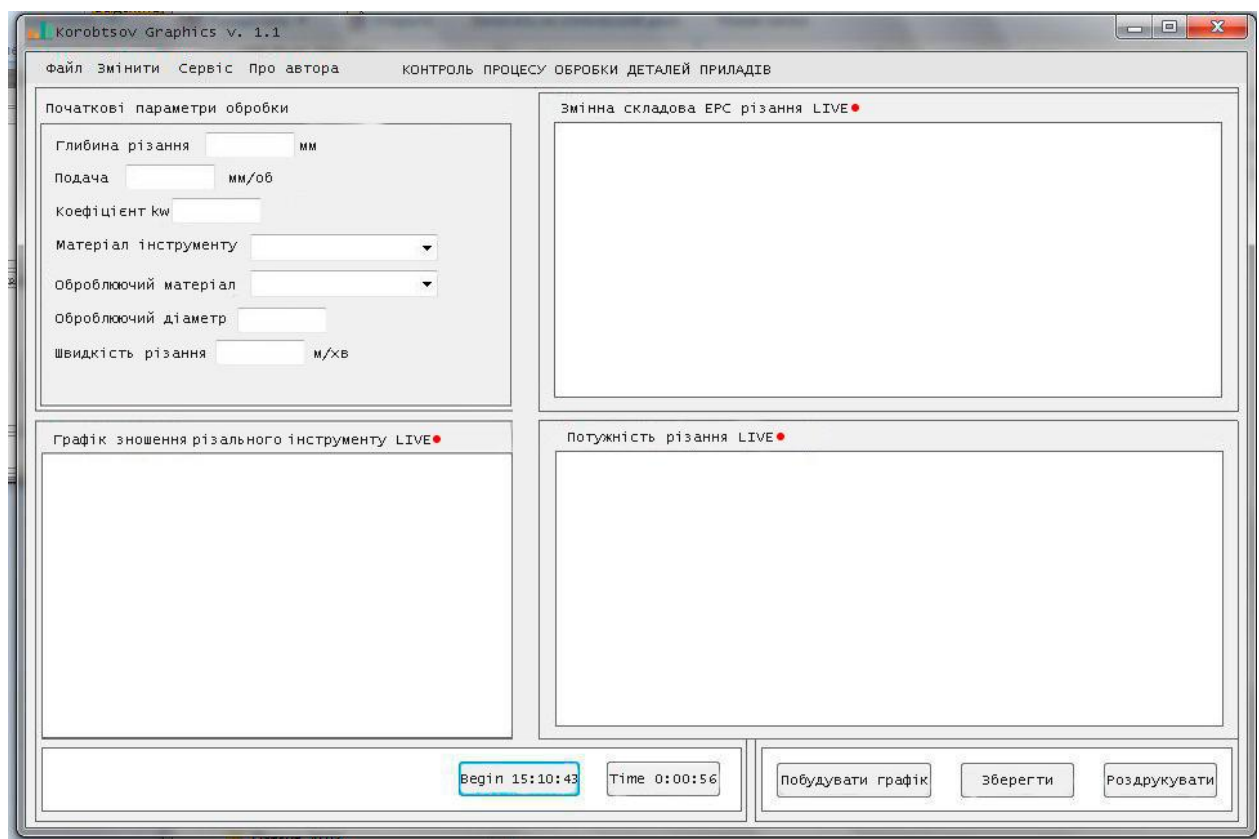 Korobtsov Graphics v. 1.1
Файл Змінити Сервіс Про автора КОНТРОЛЬ ПРОЦЕСУ ОБРОБКИ ДЕТАЛЕЙ ПРИЛАДІВ
Початкові параметри обробки
Глибина різання мм
Подача мм/об
Коефіцієнт kw
Матеріал інструменту
Оброблюючий матеріал
Оброблюючий діаметр
Швидкість різання м/хв
Змінна складова ЕРС різання LIVE
Графік зношення різального інструменту LIVE
Потужність різання LIVE
Begin 15:10:43 Time 0:00:56
Побудувати графік Зберегти Роздрукувати